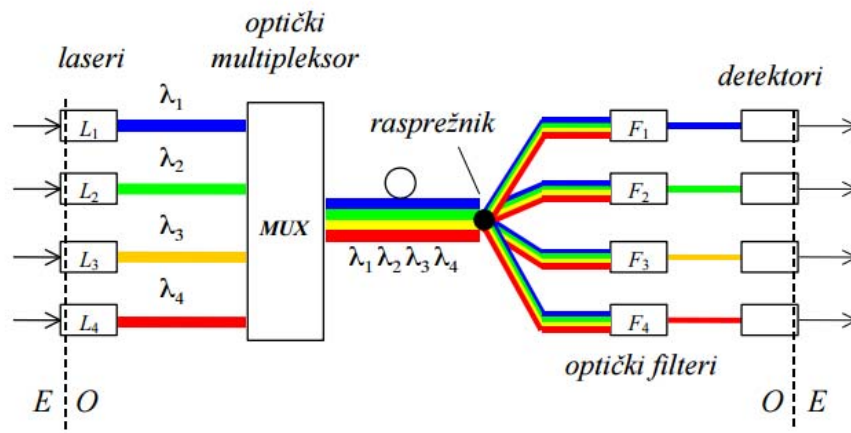 optički
multipleksor
laseri
detektori
λ1
λ2
λ3
λ4
L1
L2
L3
L4
MUX
rasprežnik
λ1 λ2 λ3 λ4
F1
F2
F3
F4
optički filteri
E O
O E